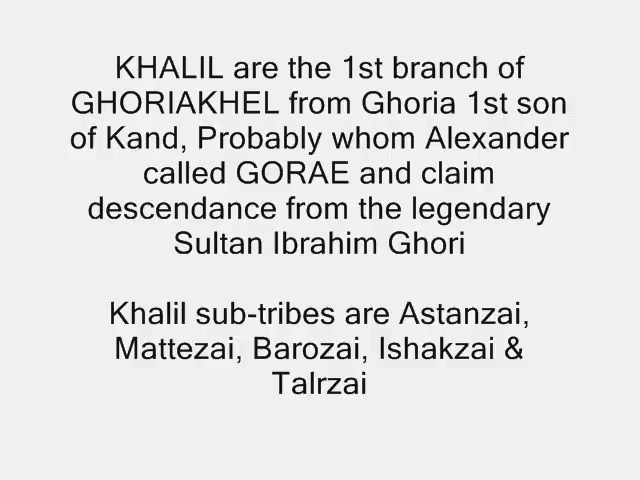 KHALIL are the 1st branch of
GHORIAKHEL from Ghoria 1st son
of Kand, Probably whom Alexander
called GORAE and claim
descendance from the legendary
Sultan Ibrahim Ghori
Khalil sub-tribes are Astanzai,
Mattezai, Barozai, Ishakzai &
Talrzai